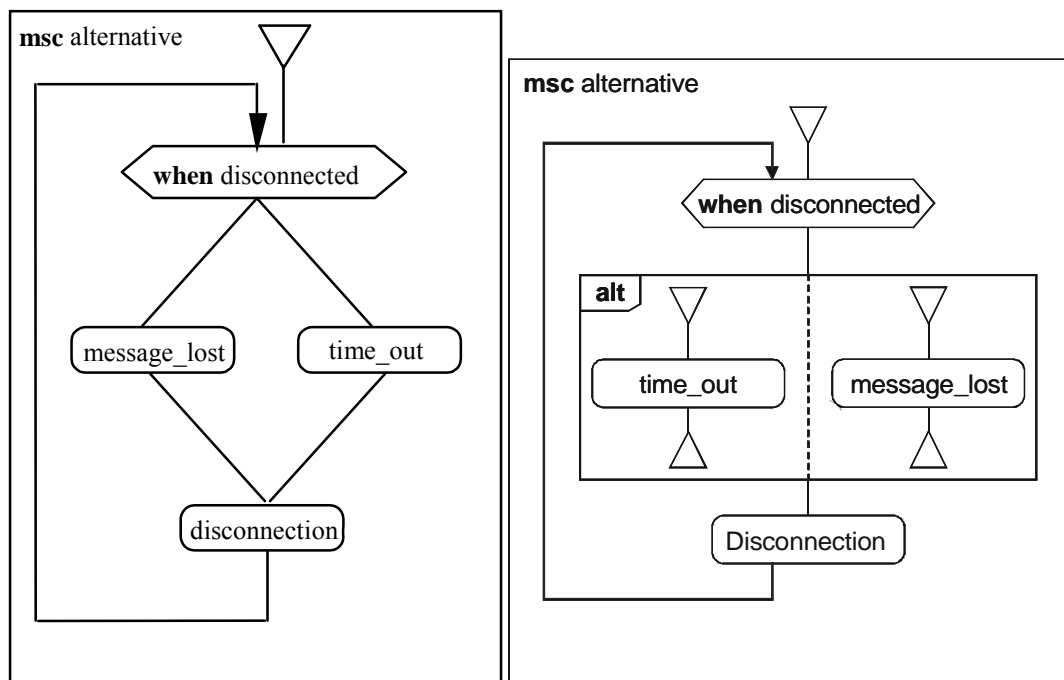 msc alternative
when disconnected
message_lost
time_out
disconnection
msc alternative
when disconnected
alt
time_out
message_lost
Disconnection